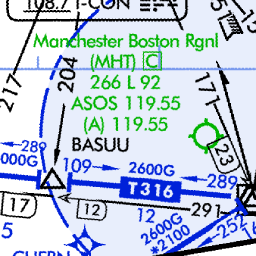 108.7 I-CON
Manchester Boston Rgnl
(MHT) C
266 L 92
ASOS 119.55
(A) 119.55
BASUU
204
217
171
23
289
000G
109
2600G
289
T316
17
12
12
291
2600G
*2100
252
5